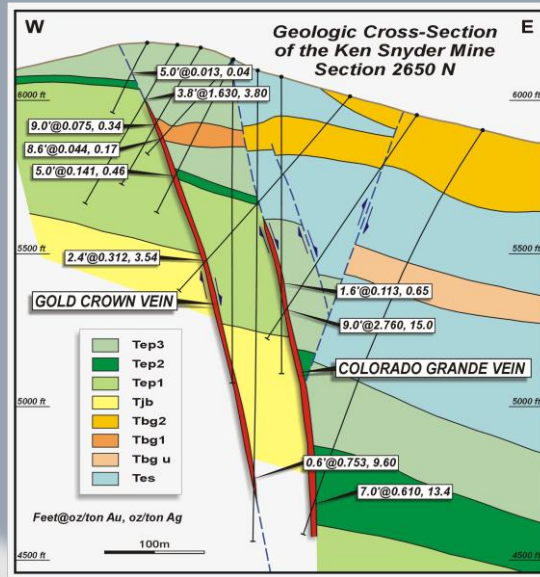 W
E
Geologic Cross-Section
of the Ken Snyder Mine
Section 2650 N
5.0'@0.013, 0.04
6000 ft
6000 ft
3.8'@1.630, 3.80
9.0'@0.075, 0.34
8.6'@0.044, 0.17
5.0'@0.141, 0.46
5500 ft
5500 ft
2.4'@0.312, 3.54
1.6'@0.113, 0.65
GOLD CROWN VEIN
9.0'@2.760, 15.0
Tep3
Tep2
COLORADO GRANDE VEIN
Tep1
Tjb
5000 ft
5000 ft
Tbg2
Tbg1
Tbg u
0.6'@0.753, 9.60
Tes
7.0'@0.610, 13.4
Feet@oz/ton Au, oz/ton Ag
100m
4500 ft
4500 ft